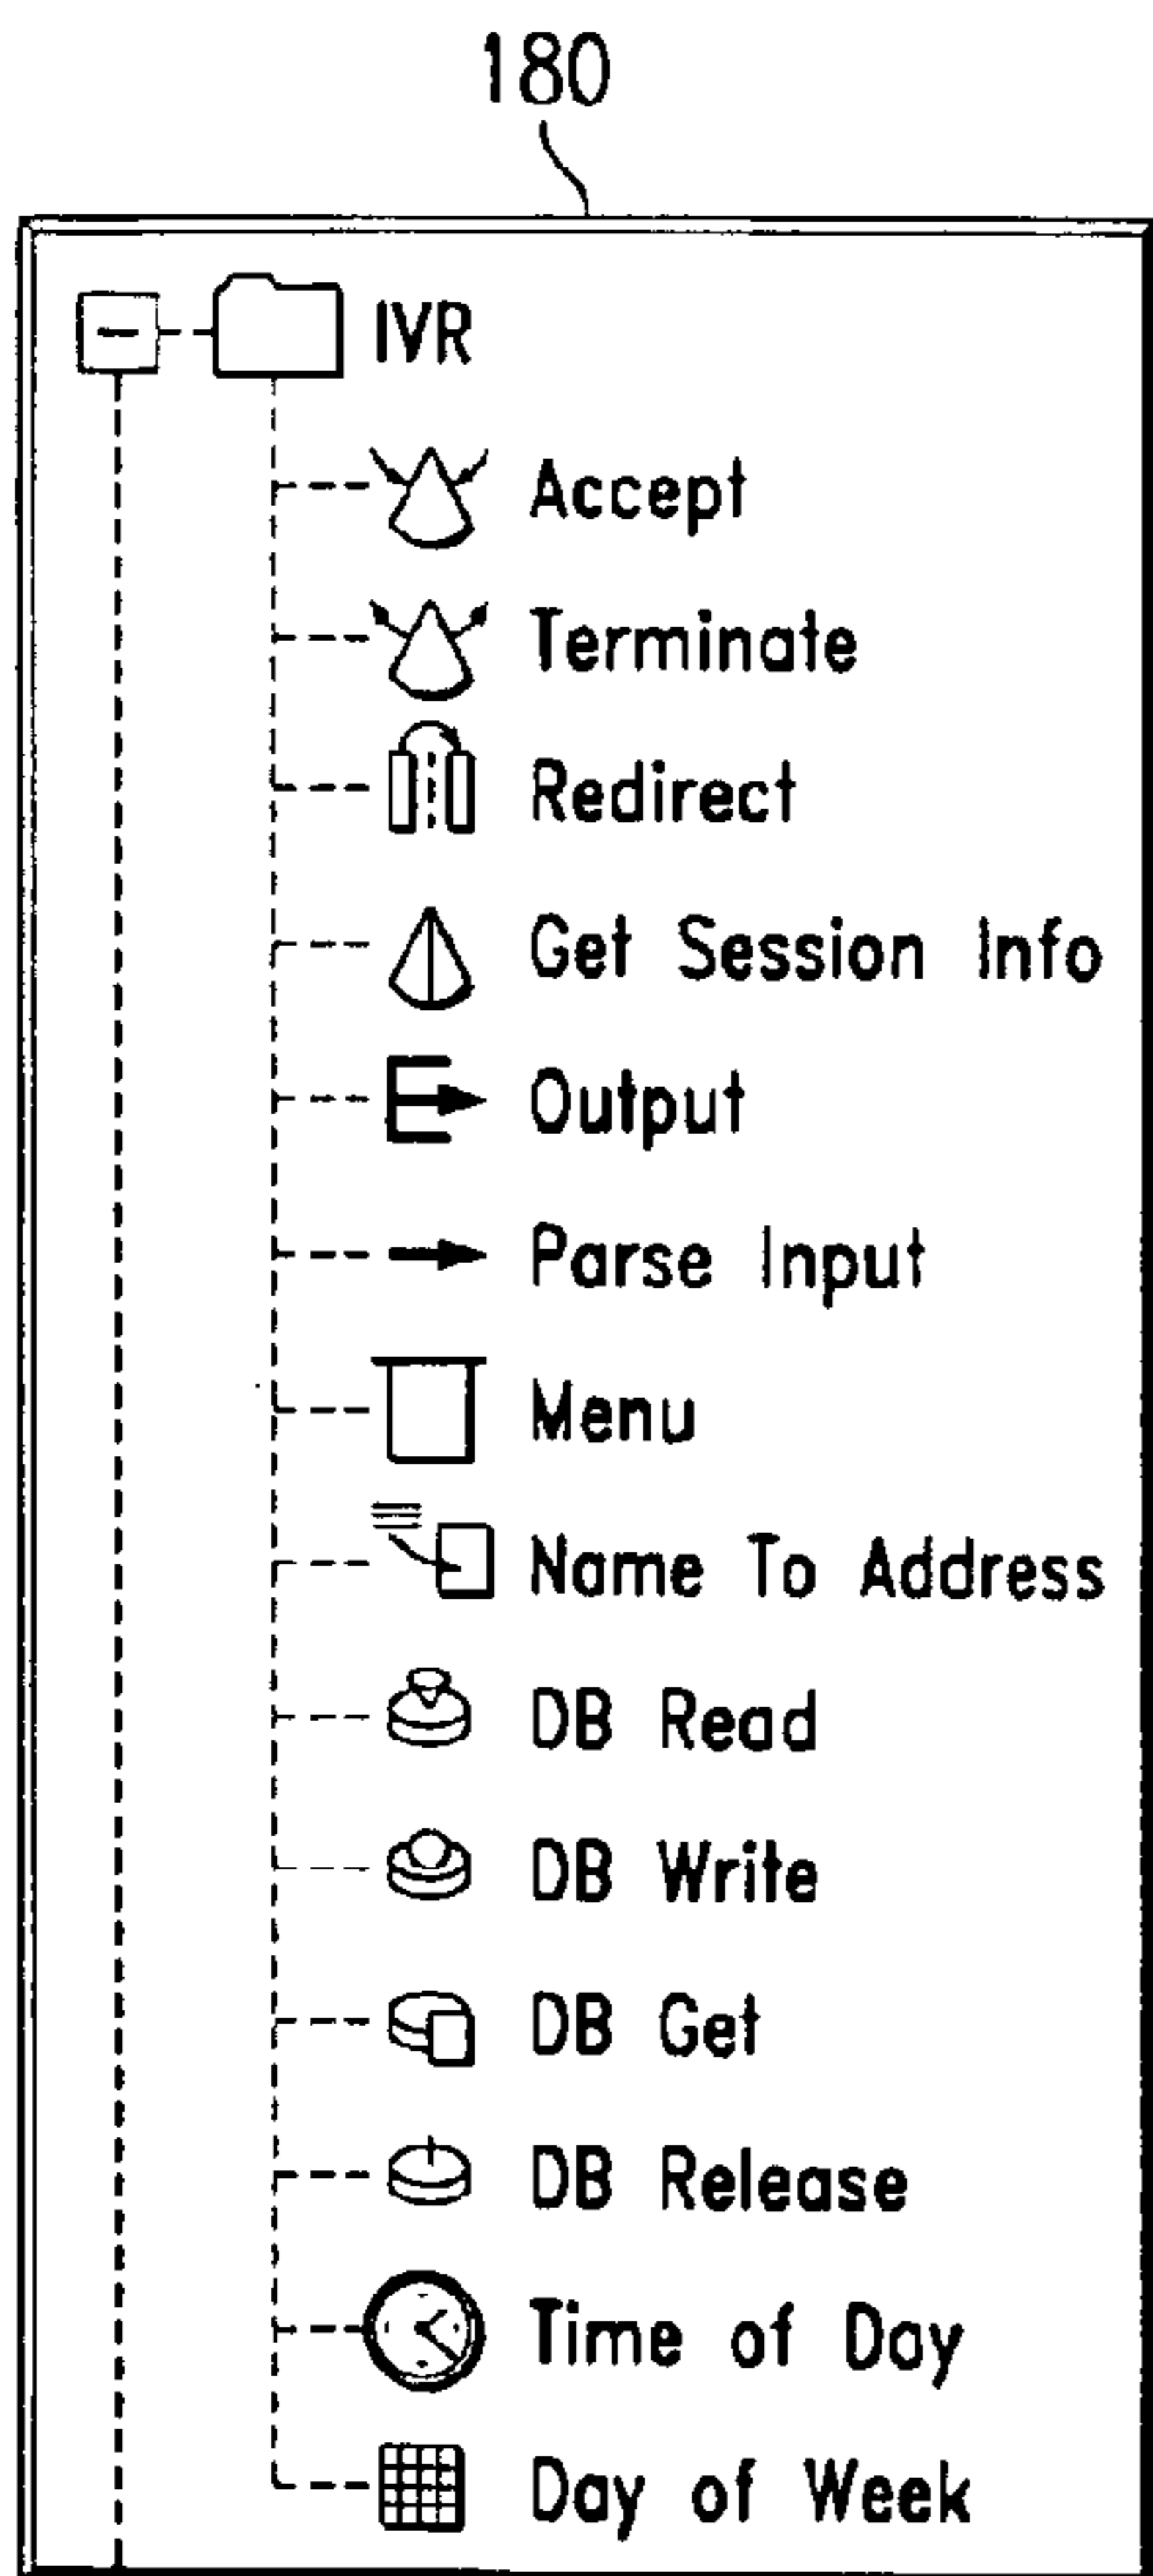 180
IVR
Accept
Terminate
Redirect
Get Session Info
Output
Parse Input
Menu
Name To Address
DB Read
DB Write
DB Get
DB Release
Time of Day
Day of Week